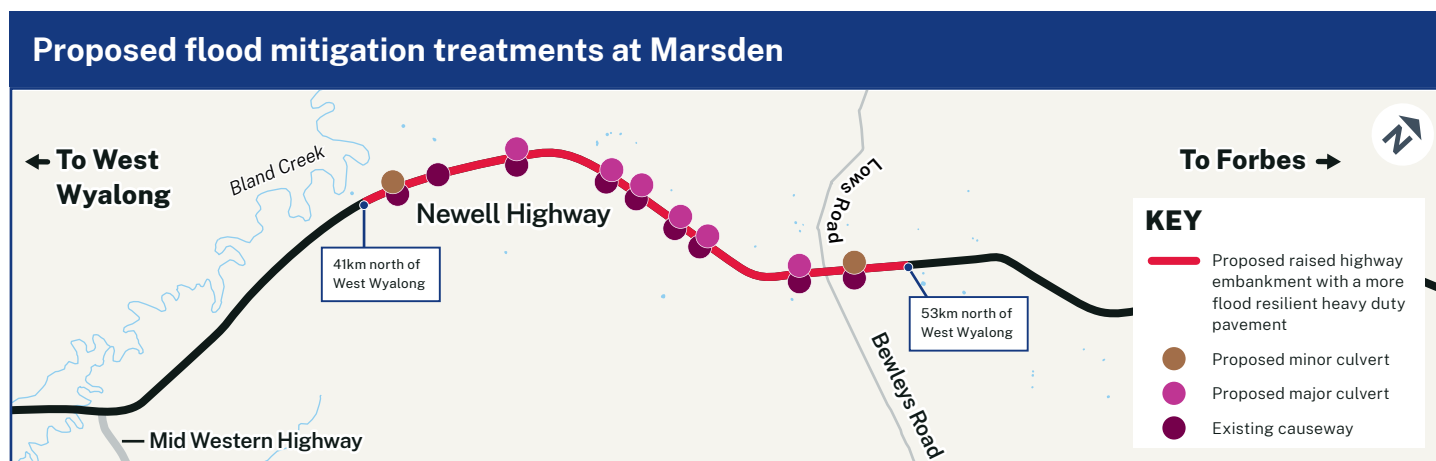 Proposed flood mitigation treatments at Marsden
To West
Wyalong
Bland Creek
Newell Highway
41km north of
West Wyalong
Mid Western Highway
Lows Road
Bewleys Road
53km north of
West Wyalong
To Forbes
N
KEY
Proposed raised highway
embankment with a more
flood resilient heavy duty
pavement
Proposed minor culvert
Proposed major culvert
Existing causeway